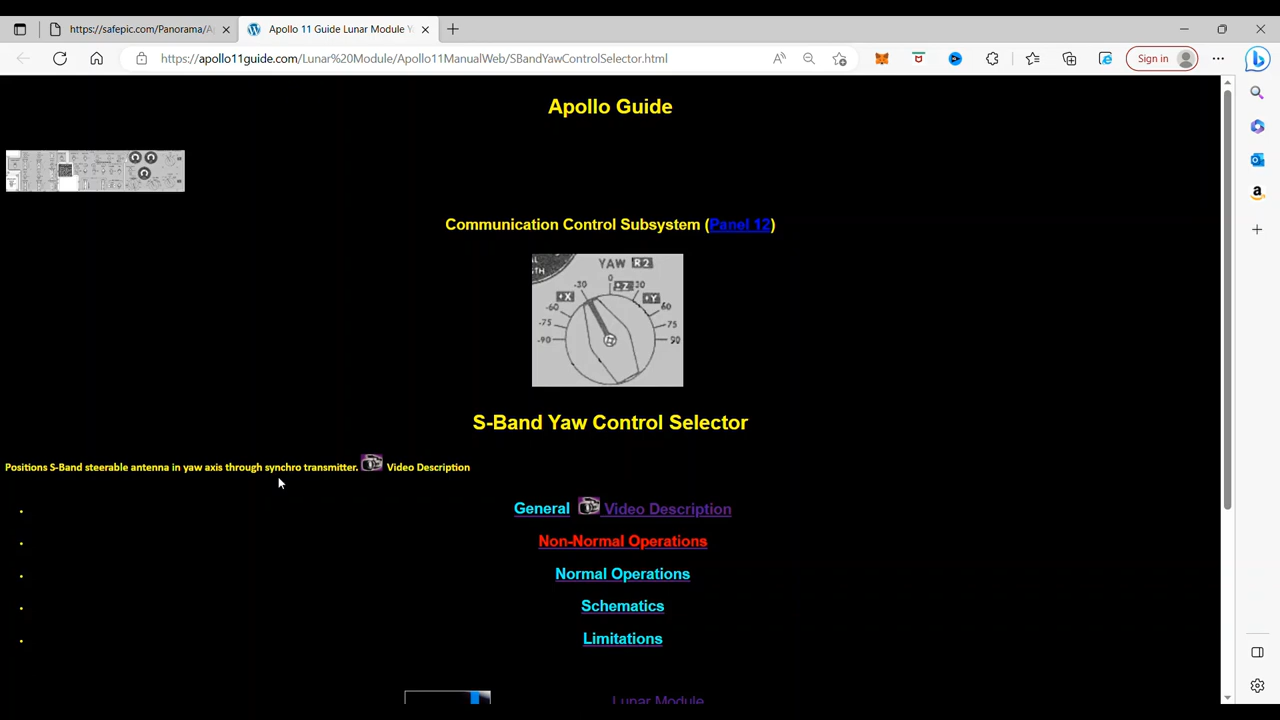 https://safepic.com/Panorama/A
Apollo 11 Guide Lunar Module Y
https://apollo11guide.com/Lunar%20Module/Apollo11ManualWeb/SBandYawControlSelector.html
Sign in
Apollo Guide
Communication Control Subsystem (Panel 12)
YAW R2
-30 0 ±Z 30
+X +Y
-60 60
-75 75
-90 90
S-Band Yaw Control Selector
Positions S-Band steerable antenna in yaw axis through synchro transmitter. Video Description
General Video Description
Non-Normal Operations
Normal Operations
Schematics
Limitations
Lunar Module